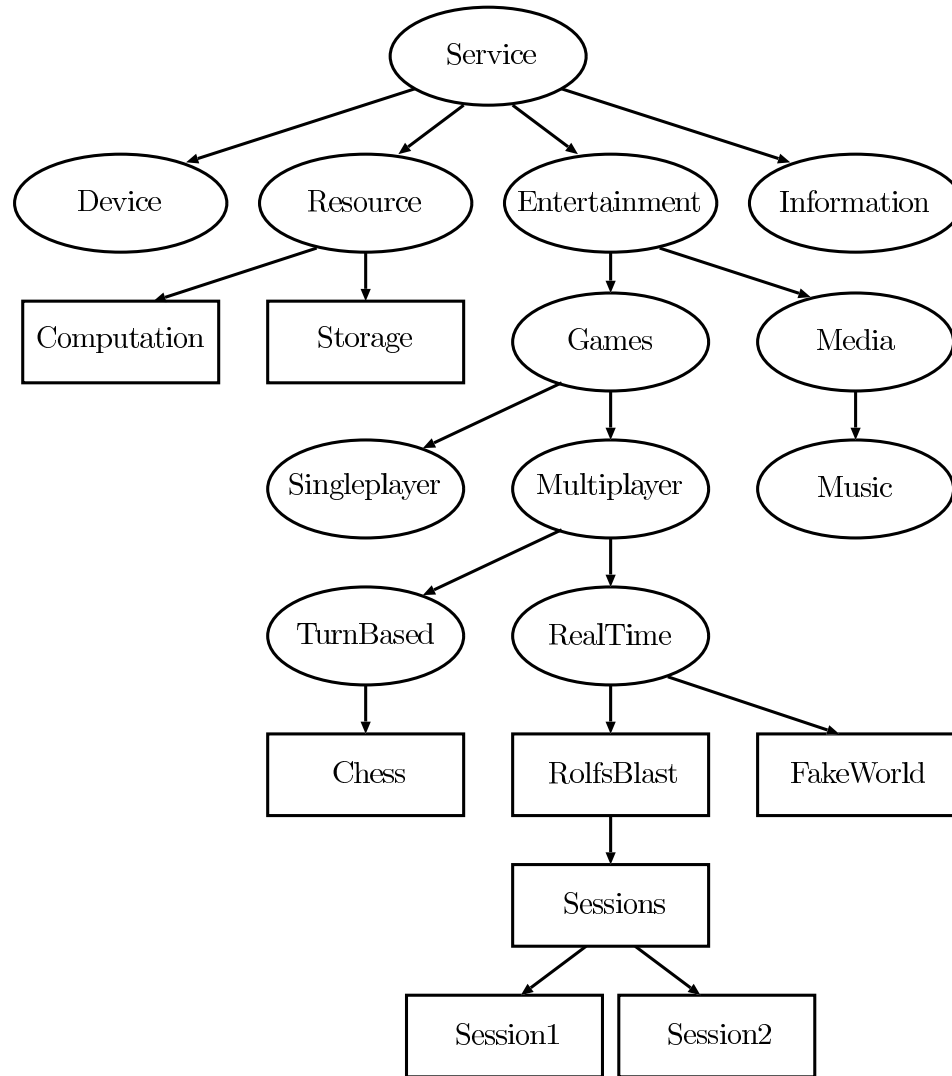 Service
Device
Resource
Entertainment
Information
Computation
Storage
Games
Media
Singleplayer
Multiplayer
Music
TurnBased
RealTime
Chess
RolfsBlast
FakeWorld
Sessions
Session1
Session2